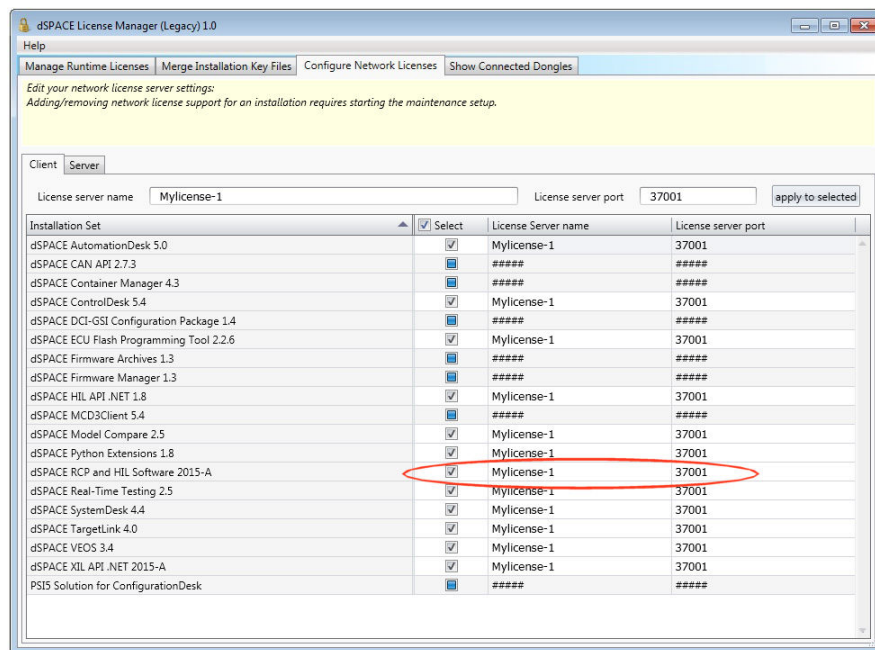 dSPACE License Manager (Legacy) 1.0
Help
Manage Runtime Licenses Merge Installation Key Files Configure Network Licenses Show Connected Dongles
Edit your network license server settings:
Adding/removing network license support for an installation requires starting the maintenance setup.
Client Server
License server name Mylicense-1 License server port 37001 apply to selected
Installation Set Select License Server name License server port
dSPACE AutomationDesk 5.0 Mylicense-1 37001
dSPACE CAN API 2.7.3 ##### #####
dSPACE Container Manager 4.3 ##### #####
dSPACE ControlDesk 5.4 Mylicense-1 37001
dSPACE DCI-GSI Configuration Package 1.4 ##### #####
dSPACE ECU Flash Programming Tool 2.2.6 Mylicense-1 37001
dSPACE Firmware Archives 1.3 ##### #####
dSPACE Firmware Manager 1.3 ##### #####
dSPACE HIL API .NET 1.8 Mylicense-1 37001
dSPACE MCD3Client 5.4 ##### #####
dSPACE Model Compare 2.5 Mylicense-1 37001
dSPACE Python Extensions 1.8 Mylicense-1 37001
dSPACE RCP and HIL Software 2015-A Mylicense-1 37001
dSPACE Real-Time Testing 2.5 Mylicense-1 37001
dSPACE SystemDesk 4.4 Mylicense-1 37001
dSPACE TargetLink 4.0 Mylicense-1 37001
dSPACE VEOS 3.4 Mylicense-1 37001
dSPACE XIL API .NET 2015-A Mylicense-1 37001
PSI5 Solution for ConfigurationDesk ##### #####